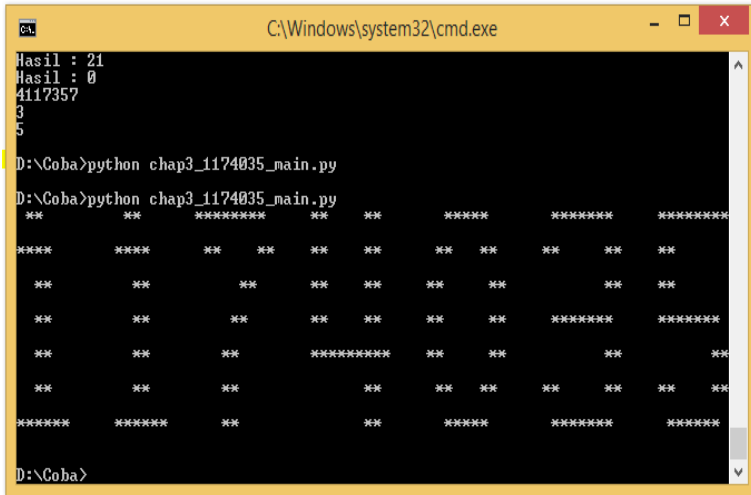 C:\Windows\system32\cmd.exe
Hasil : 21
Hasil : 0
4117357
3
5
D:\Coba>python chap3_1174035_main.py
D:\Coba>python chap3_1174035_main.py
** ** ******** ** ** ***** ******* ********
**** **** ** ** ** ** ** ** ** ** **
** ** ** ** ** ** ** ** **
** ** ** ** ** ** ** ******* *******
** ** ** ********* ** ** ** **
** ** ** ** ** ** ** ** ** **
****** ****** ** ** ***** ******* ******
D:\Coba>